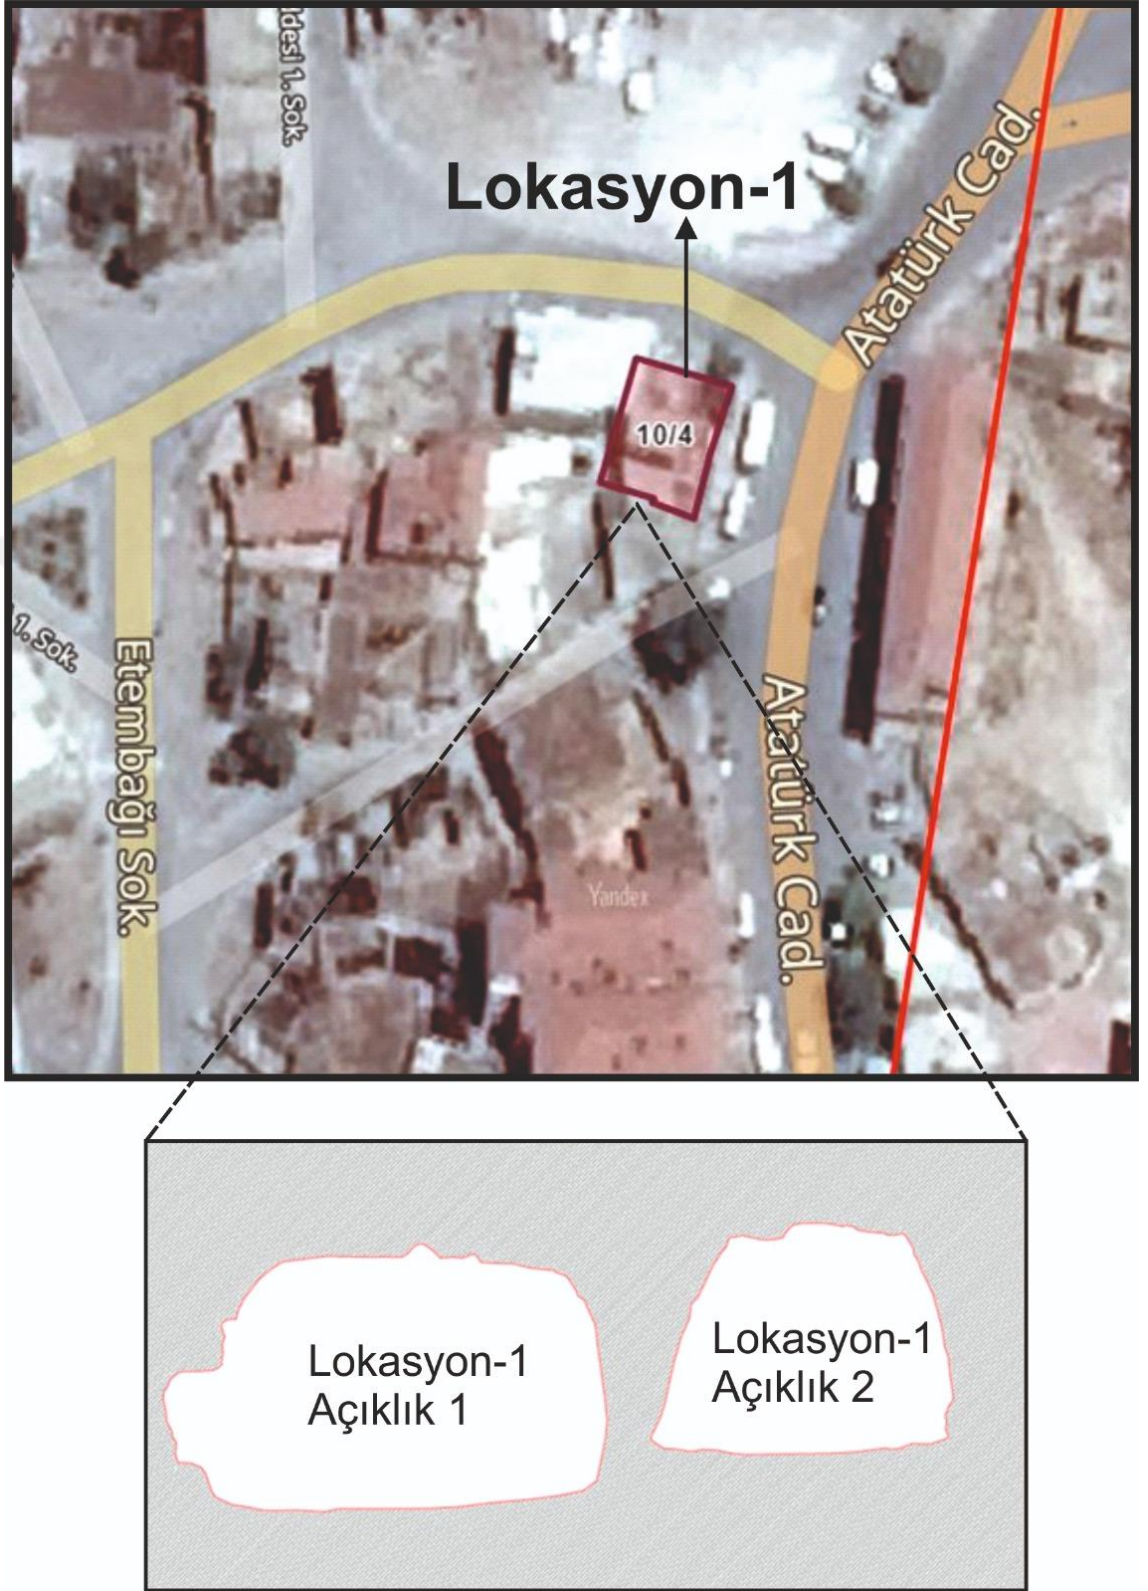 ddesi 1. Sok.
Lokasyon-1
Atatürk Cad.
10/4
1. Sok.
Etembağı Sok.
Atatürk Cad.
Yandex
Lokasyon-1
Açıklık 1
Lokasyon-1
Açıklık 2